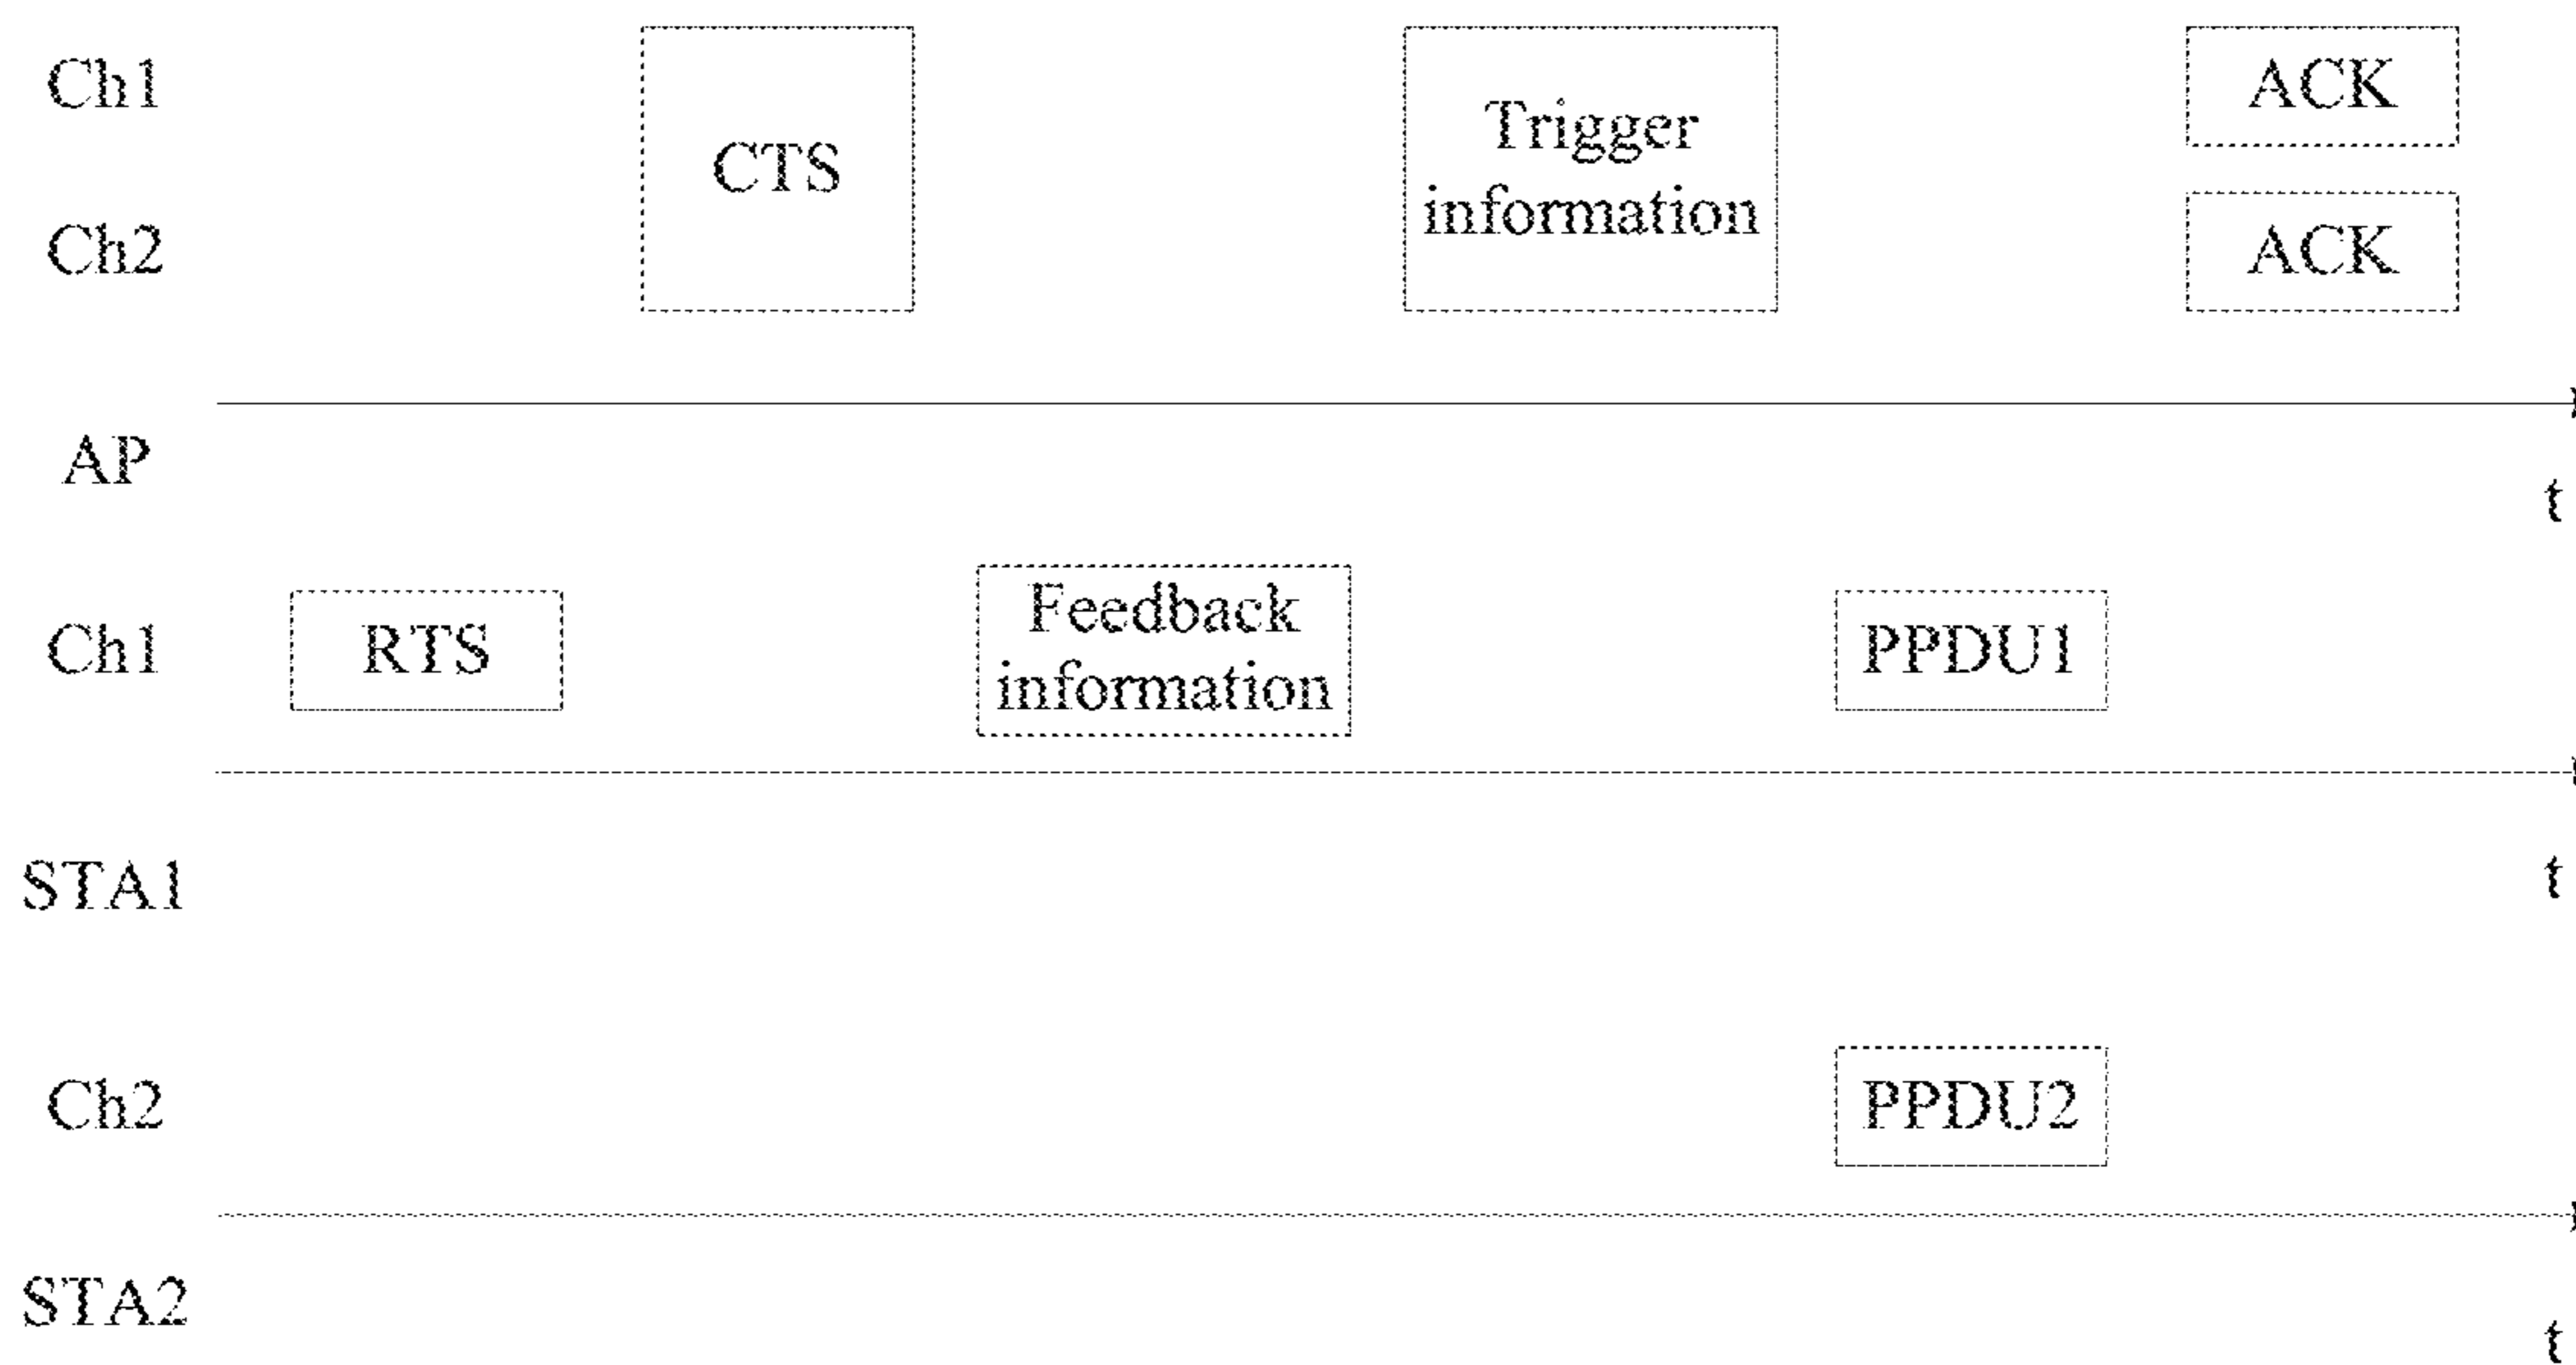 Ch1
CTS
Trigger
information
ACK
Ch2
ACK
AP
t
Ch1
RTS
Feedback
information
PPDU1
STA1
t
Ch2
PPDU2
STA2
t